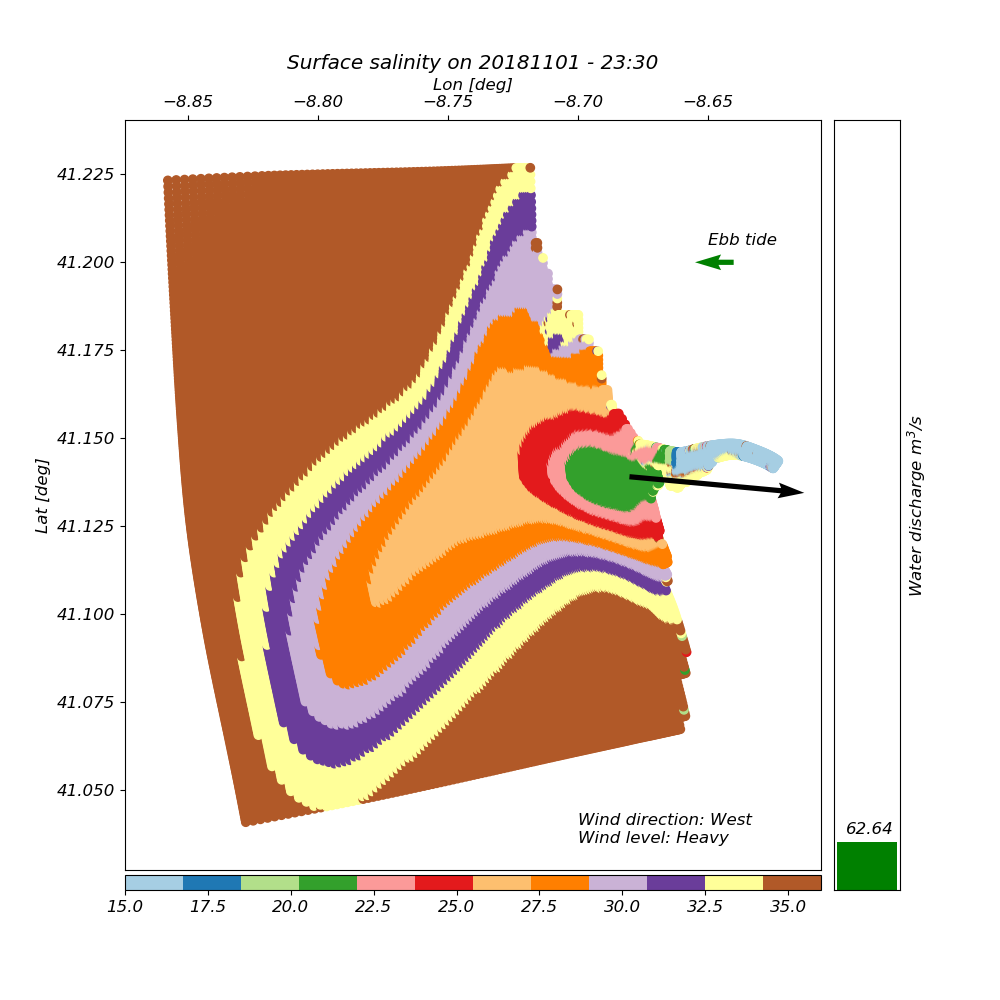 Surface salinity on 20181101 - 23:30
Lon [deg]
−8.85 −8.80 −8.75 −8.70 −8.65
41.225
41.200
41.175
41.150
41.125
41.100
41.075
41.050
Lat [deg]
Ebb tide
Wind direction: West
Wind level: Heavy
Water discharge m³/s
62.64
15.0 17.5 20.0 22.5 25.0 27.5 30.0 32.5 35.0